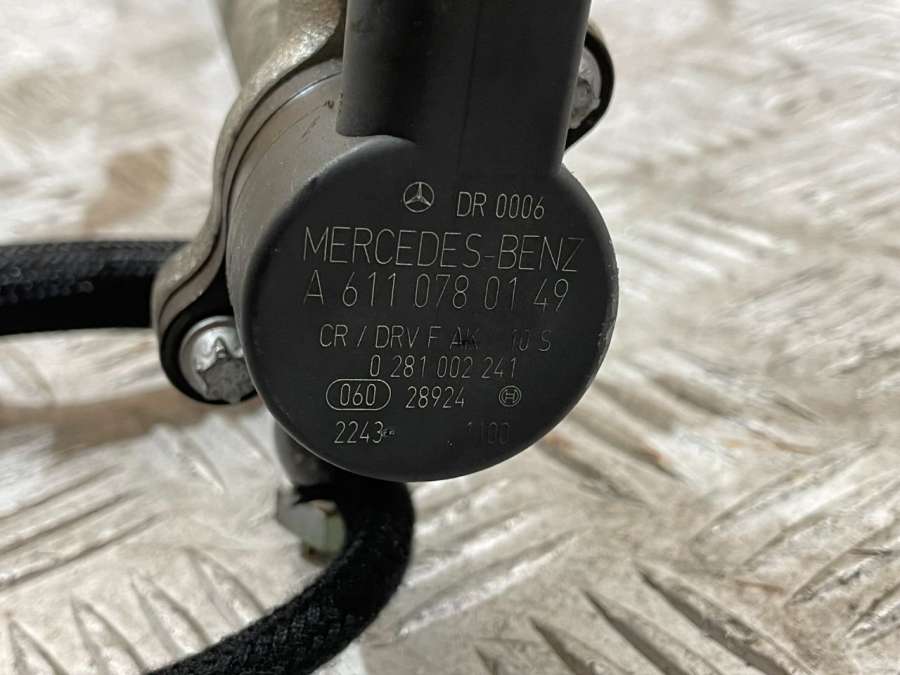 DR 0006
MERCEDES-BENZ
A 611 078 01 49
CR / DRV F AK 10 S
0 281 002 241
060 28924
2243 1100